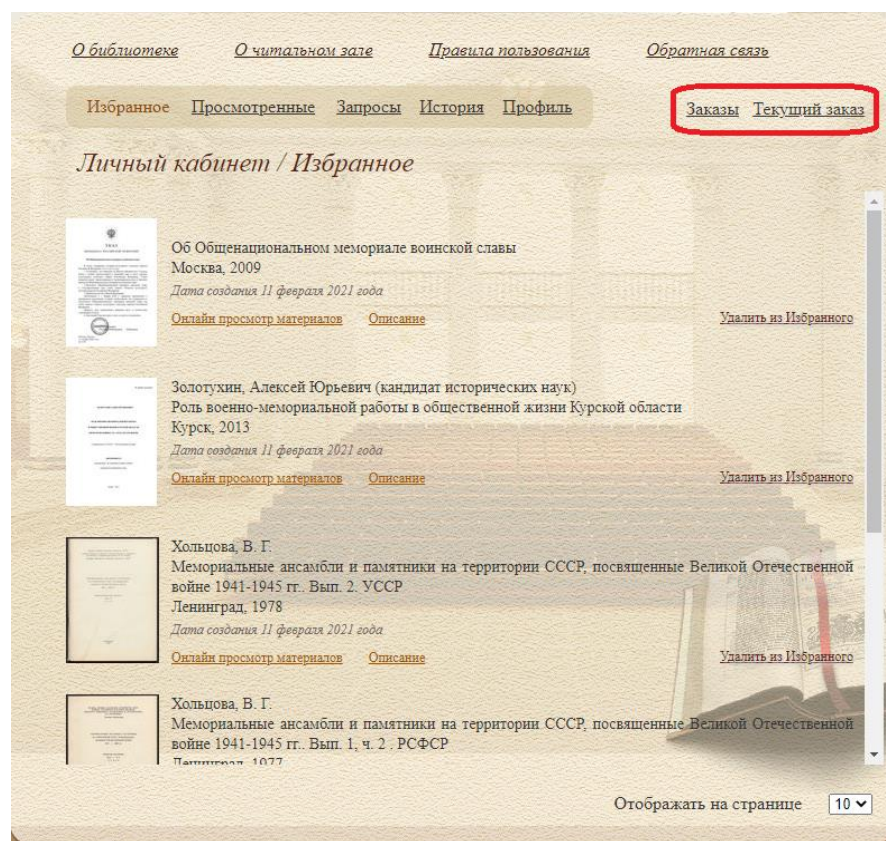 О библиотеке О читальном зале Правила пользования Обратная связь
Избранное Просмотренные Запросы История Профиль Заказы Текущий заказ
Личный кабинет / Избранное
Об Общенациональном мемориале воинской славы
Москва, 2009
Дата создания 11 февраля 2021 года
Онлайн просмотр материалов Описание Удалить из Избранного
Золотухин, Алексей Юрьевич (кандидат исторических наук)
Роль военно-мемориальной работы в общественной жизни Курской области
Курск, 2013
Дата создания 11 февраля 2021 года
Онлайн просмотр материалов Описание Удалить из Избранного
Хольцова, В. Г.
Мемориальные ансамбли и памятники на территории СССР, посвященные Великой Отечественной
войне 1941-1945 гг.. Вып. 2. УССР
Ленинград, 1978
Дата создания 11 февраля 2021 года
Онлайн просмотр материалов Описание Удалить из Избранного
Хольцова, В. Г.
Мемориальные ансамбли и памятники на территории СССР, посвященные Великой Отечественной
войне 1941-1945 гг.. Вып. 1, ч. 2 . РСФСР
Ленинград, 1977
Отображать на странице 10